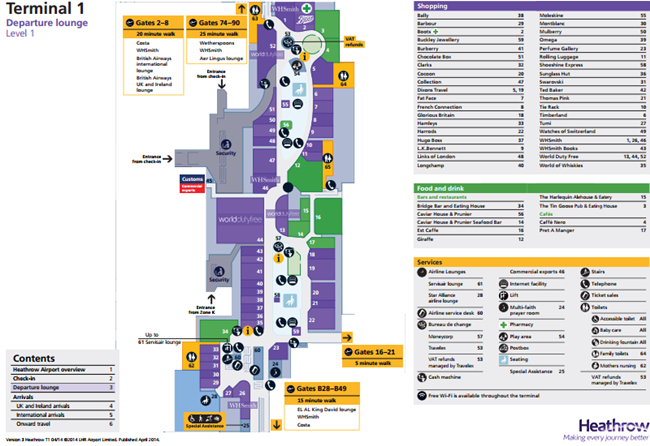 Terminal 1
Departure lounge
Level 1
Gates 2–8
20 minute walk
Costa
WHSmith
British Airways
international
lounge
British Airways
UK and Ireland
lounge
Gates 74–90
25 minute walk
Wetherspoons
WHSmith
Aer Lingus lounge
Entrance
from check-in
Entrance
from check-in
Security
Customs
Commercial
exports
45
Security
Entrance
from Zone K
Up to
61 Servisair lounge
WHSmith
VAT
refunds
worlddutyfree
WHSmith
worlddutyfree
worlddutyfree
WHSmith
Special Assistance
25
Gates 16–21
5 minute walk
Gates B28–B49
15 minute walk
EL AL King David lounge
WHSmith
Costa
Contents
Heathrow Airport overview 1
Check-in 2
Departure lounge 3
Arrivals
UK and Ireland arrivals 4
International arrivals 5
Onward travel 6
Version 3 Heathrow T1 04/14 ©2014 LHR Airport Limited. Published April 2014.
Shopping
Bally 38
Barbour 29
Boots 2
Buckley Jewellery 59
Burberry 41
Chocolate Box 51
Clarks 32
Cocoon 28
Collection 47
Dixons Travel 5, 19
Fat Face 7
French Connection 8
Glorious Britain 18
Hamleys 33
Harrods 22
Hugo Boss 37
L.K.Bennett 9
Links of London 48
Longchamp 40
Moleskine 55
Montblanc 30
Mulberry 50
Omega 39
Perfume Gallery 23
Rolling Luggage 11
Shoeshine Express 58
Sunglass Hut 36
Swarovski 31
Ted Baker 42
Thomas Pink 21
Tie Rack 10
Timberland 6
Tumi 27
Watches of Switzerland 49
WHSmith 1, 26, 46
WHSmith Books 43
World Duty Free 13, 44, 52
World of Whiskies 35
Food and drink
Bars and restaurants
Bridge Bar and Eating House 34
Caviar House & Prunier 56
Caviar House & Prunier Seafood Bar 14
Eat Caffe 16
Giraffe 12
The Harlequin Alehouse & Eatery 15
The Tin Goose Pub & Eating House 3
Cafés
Caffè Nero 4
Pret A Manger 17
Services
Airline Lounges
Servisair lounge 61
Star Alliance
airline lounge 28
Airline service desk 60
Bureau de change
Moneycorp 57
Travelex 53
VAT refunds 53
managed by Travelex
Cash machine
Commercial exports 46
Internet facility
Lift
Multi-faith
prayer room 24
Pharmacy
Play area 54
Postbox
Seating
Special Assistance 25
Stairs
Telephone
Ticket sales
Toilets
Accessible toilet All
Baby care All
Drinking fountain All
Family toilets 64
Mothers nursing 62
VAT refunds 53
managed by Travelex
Free Wi-Fi is available throughout the terminal
Heathrow
Making every journey better